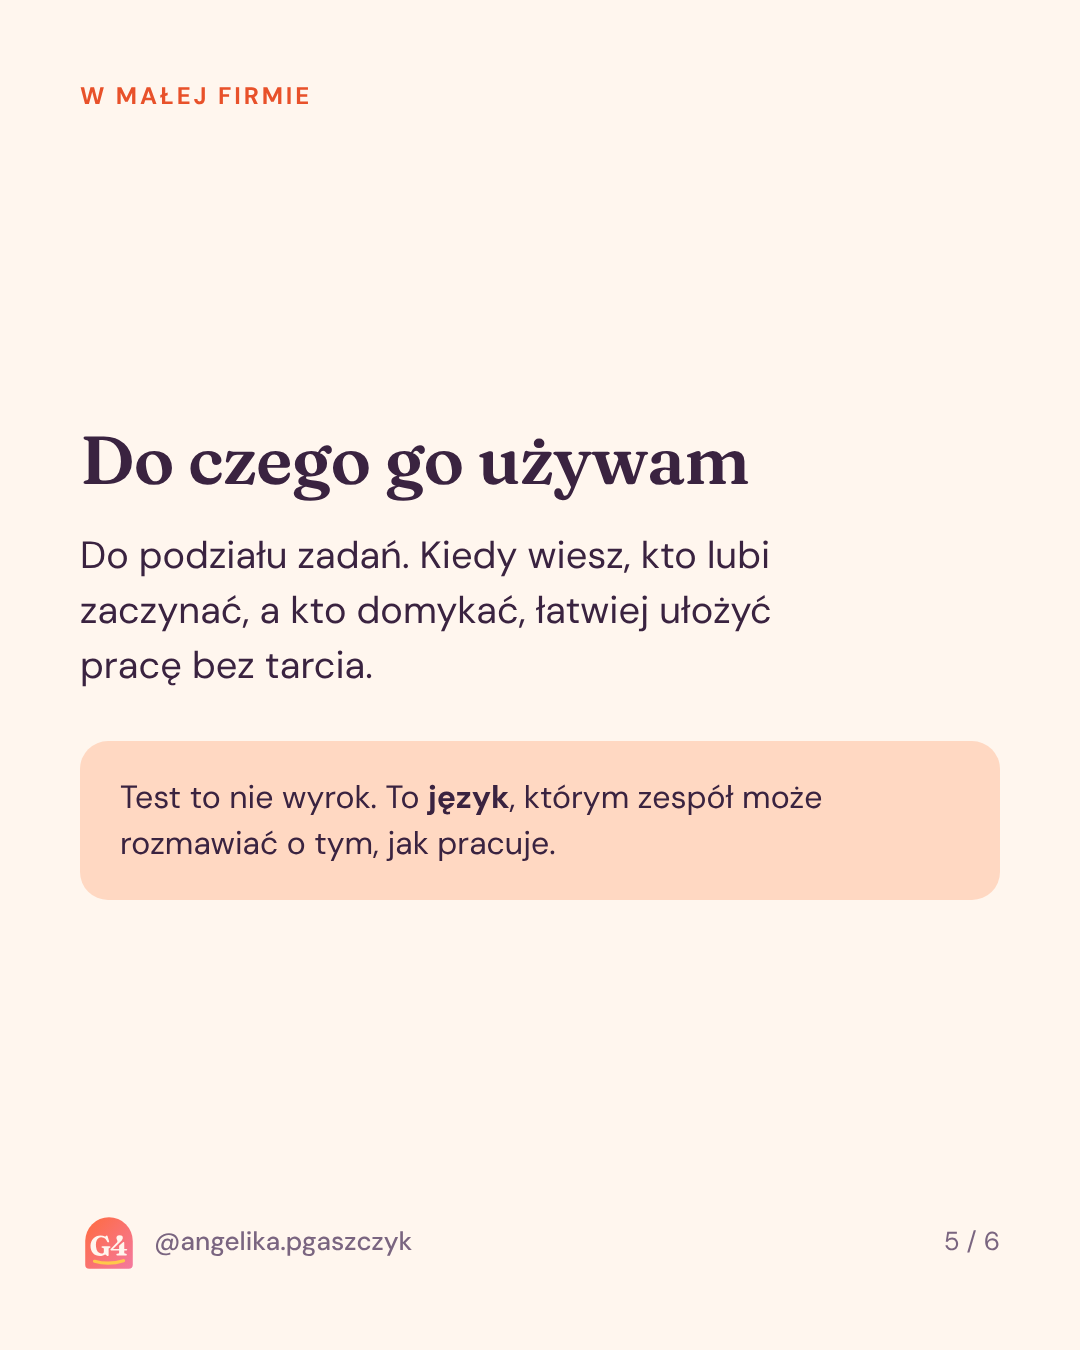 W MAŁEJ FIRMIE
Do czego go używam
Do podziału zadań. Kiedy wiesz, kto lubi
zaczynać, a kto domykać, łatwiej ułożyć
pracę bez tarcia.
Test to nie wyrok. To język, którym zespół może
rozmawiać o tym, jak pracuje.
G4
@angelika.pgaszczyk
5 / 6